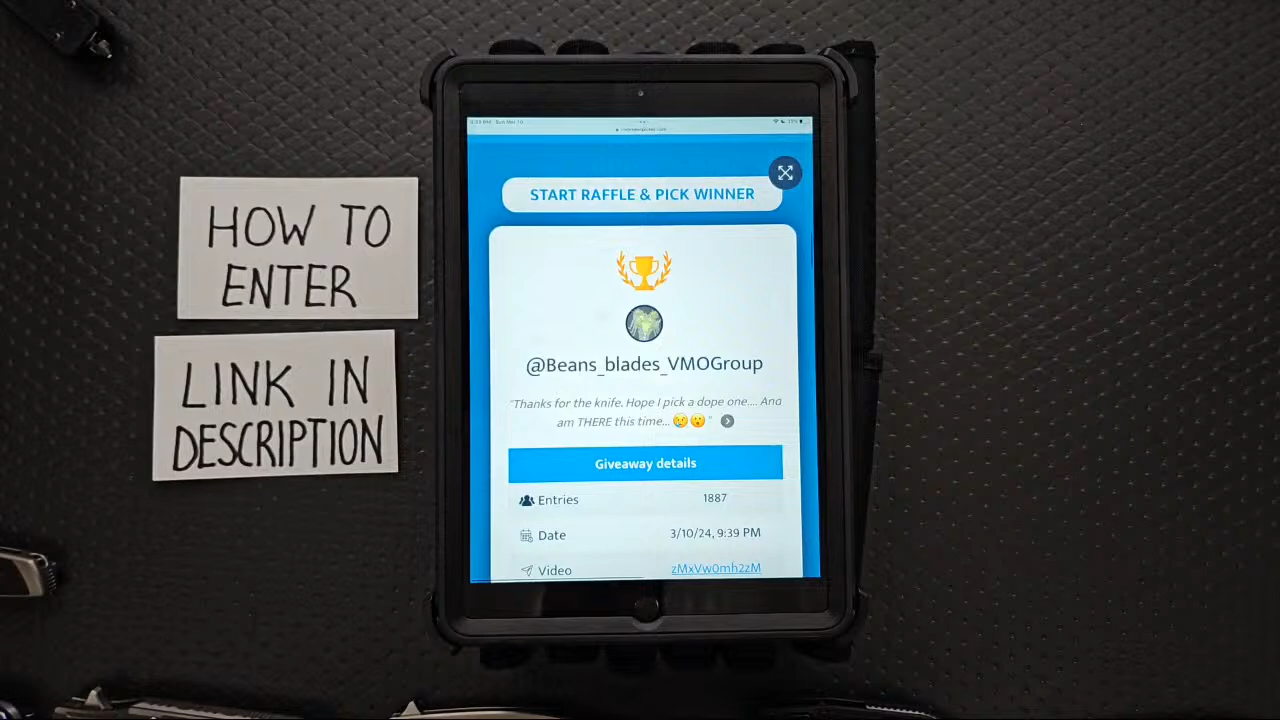 HOW TO
ENTER
LINK IN
DESCRIPTION
START RAFFLE & PICK WINNER
@Beans_blades_VMOGroup
"Thanks for the knife. Hope I pick a dope one.... And
am THERE this time... 😢😮 "
Giveaway details
Entries 1887
Date 3/10/24, 9:39 PM
Video zMxVw0mh2zM